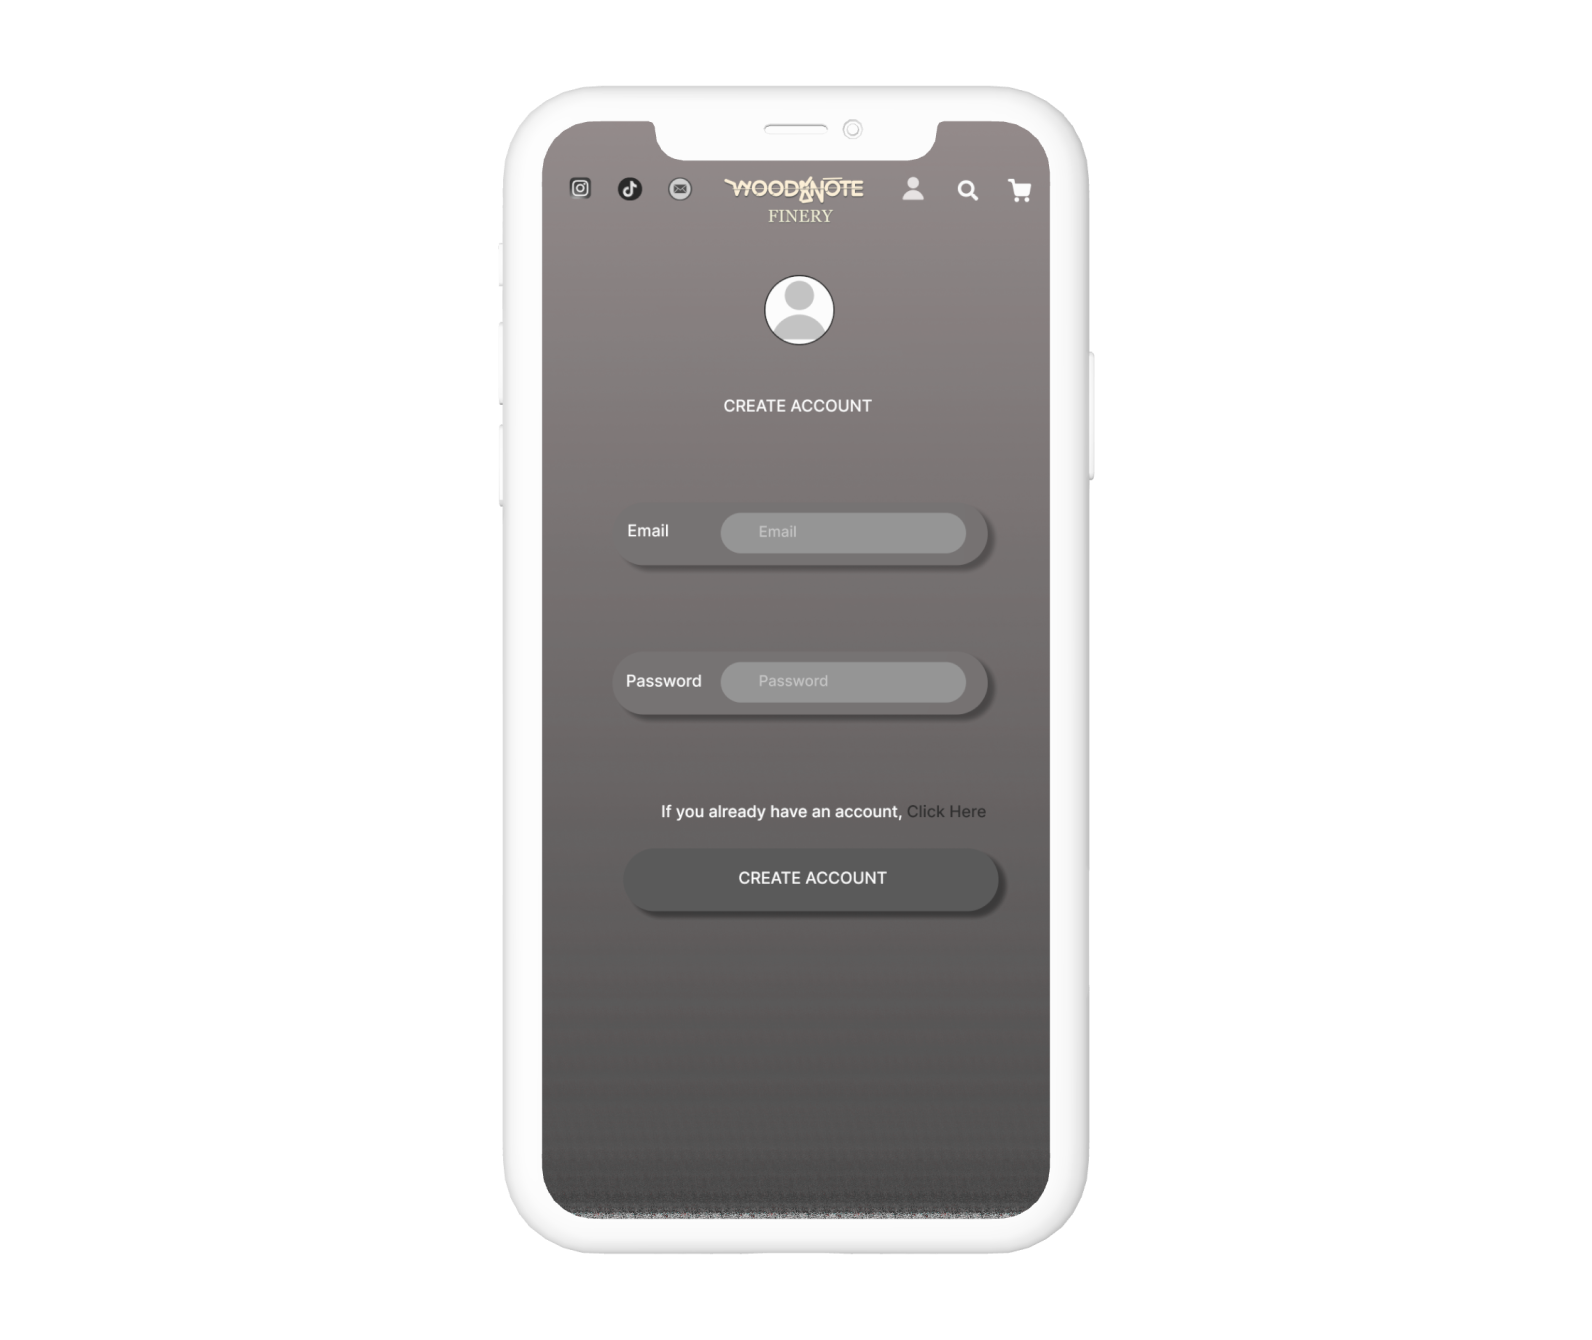 WOOD&NOTE
FINERY
CREATE ACCOUNT
Email Email
Password Password
If you already have an account, Click Here
CREATE ACCOUNT